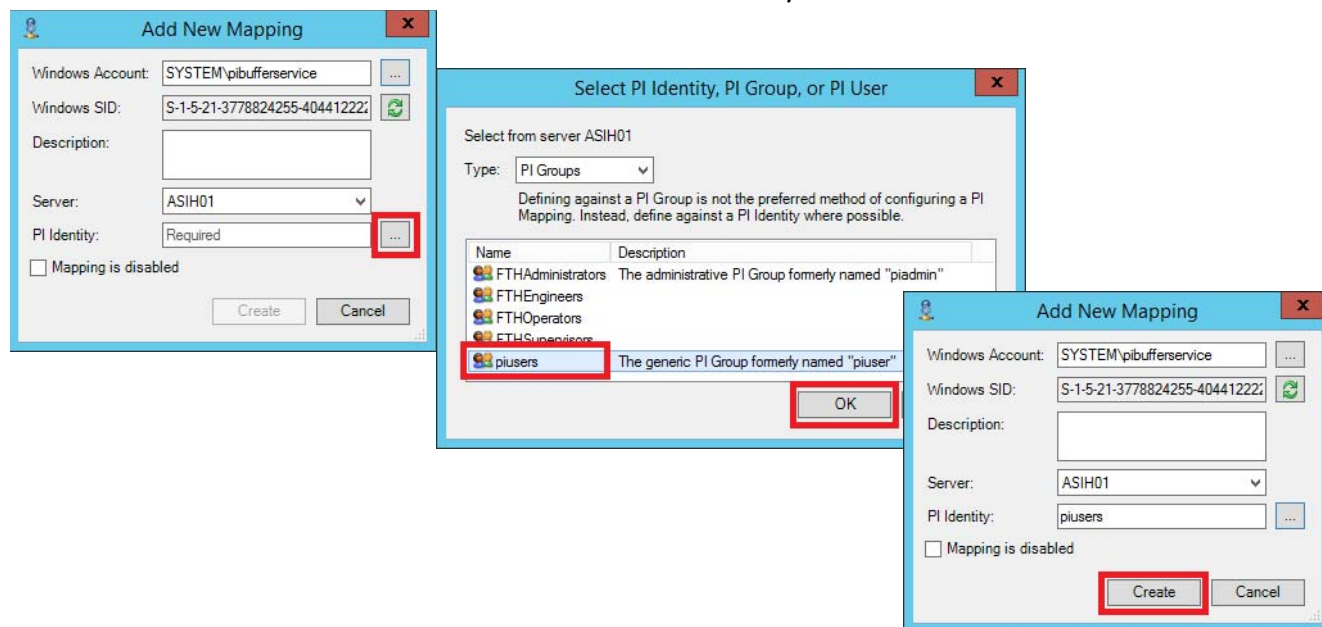 Add New Mapping
x
Windows Account: SYSTEM\pibufferservice ...
Windows SID: S-1-5-21-3778824255-404412222
Description:
Server: ASIH01
PI Identity: Required ...
Mapping is disabled
Create Cancel
Select PI Identity, PI Group, or PI User
x
Select from server ASIH01
Type: PI Groups
Defining against a PI Group is not the preferred method of configuring a PI
Mapping. Instead, define against a PI Identity where possible.
Name Description
FTHAdministrators The administrative PI Group formerly named "piadmin"
FTHEngineers
FTHOperators
FTHSupervisors
piusers The generic PI Group formerly named "piuser"
OK
Add New Mapping
x
Windows Account: SYSTEM\pibufferservice ...
Windows SID: S-1-5-21-3778824255-404412222
Description:
Server: ASIH01
PI Identity: piusers ...
Mapping is disabled
Create Cancel